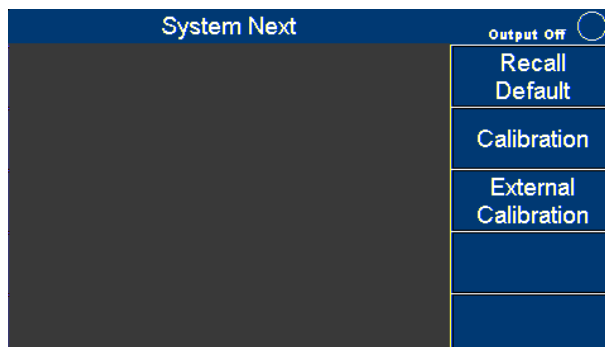 System Next
Output Off
Recall
Default
Calibration
External
Calibration